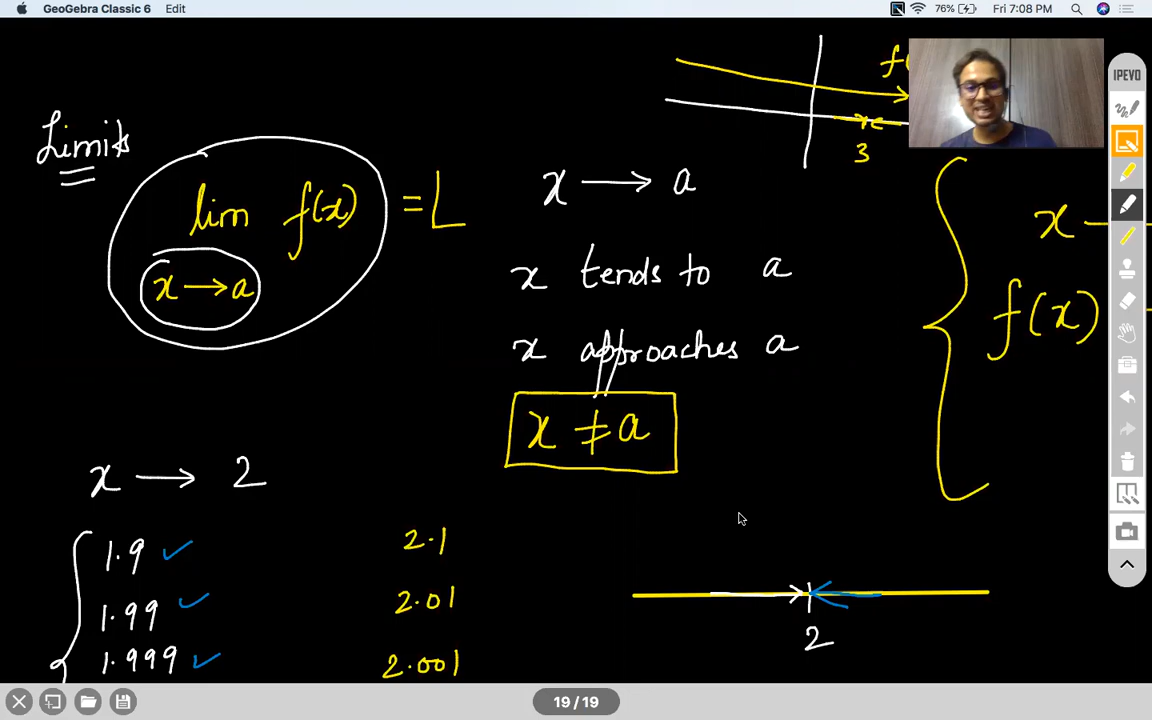 GeoGebra Classic 6 Edit 76% Fri 7:08 PM
IPEVO
Limits
lim f(x) = L
x → a
x → a
x tends to a
x approaches a
x ≠ a
3
x
f(x)
x → 2
1.9 ✓ 2.1
1.99 ✓ 2.01
1.999 ✓ 2.001
2
19 / 19